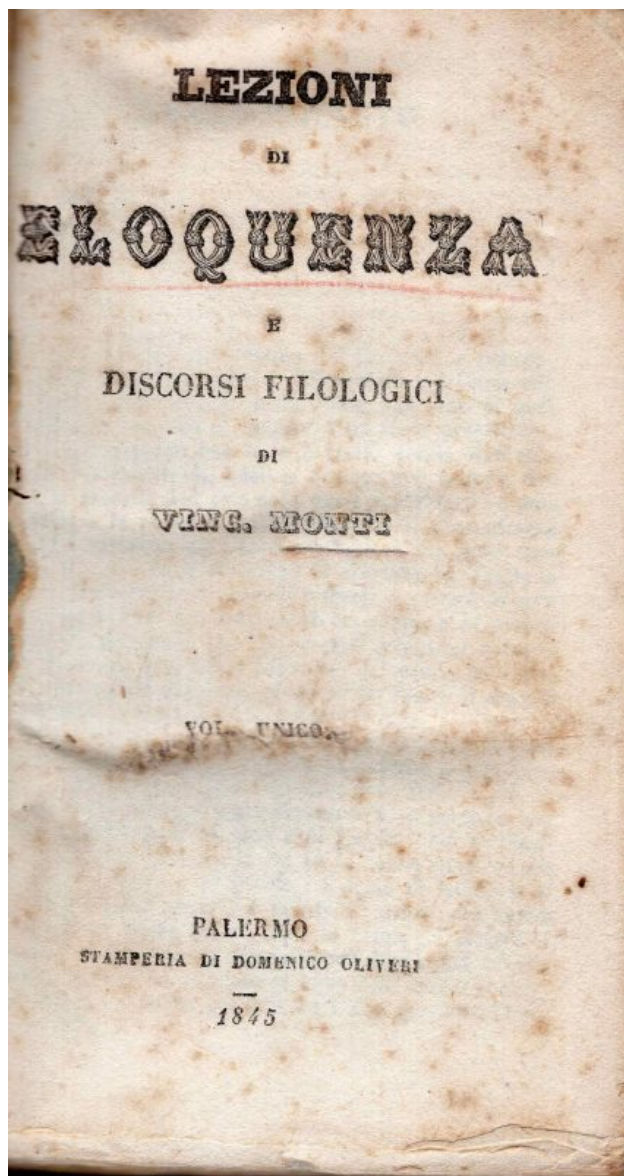 LEZIONI
DI
ELOQUENZA
E
DISCORSI FILOLOGICI
DI
VINC. MONTI
VOL. UNICO.
PALERMO
STAMPERIA DI DOMENICO OLIVERI
1845